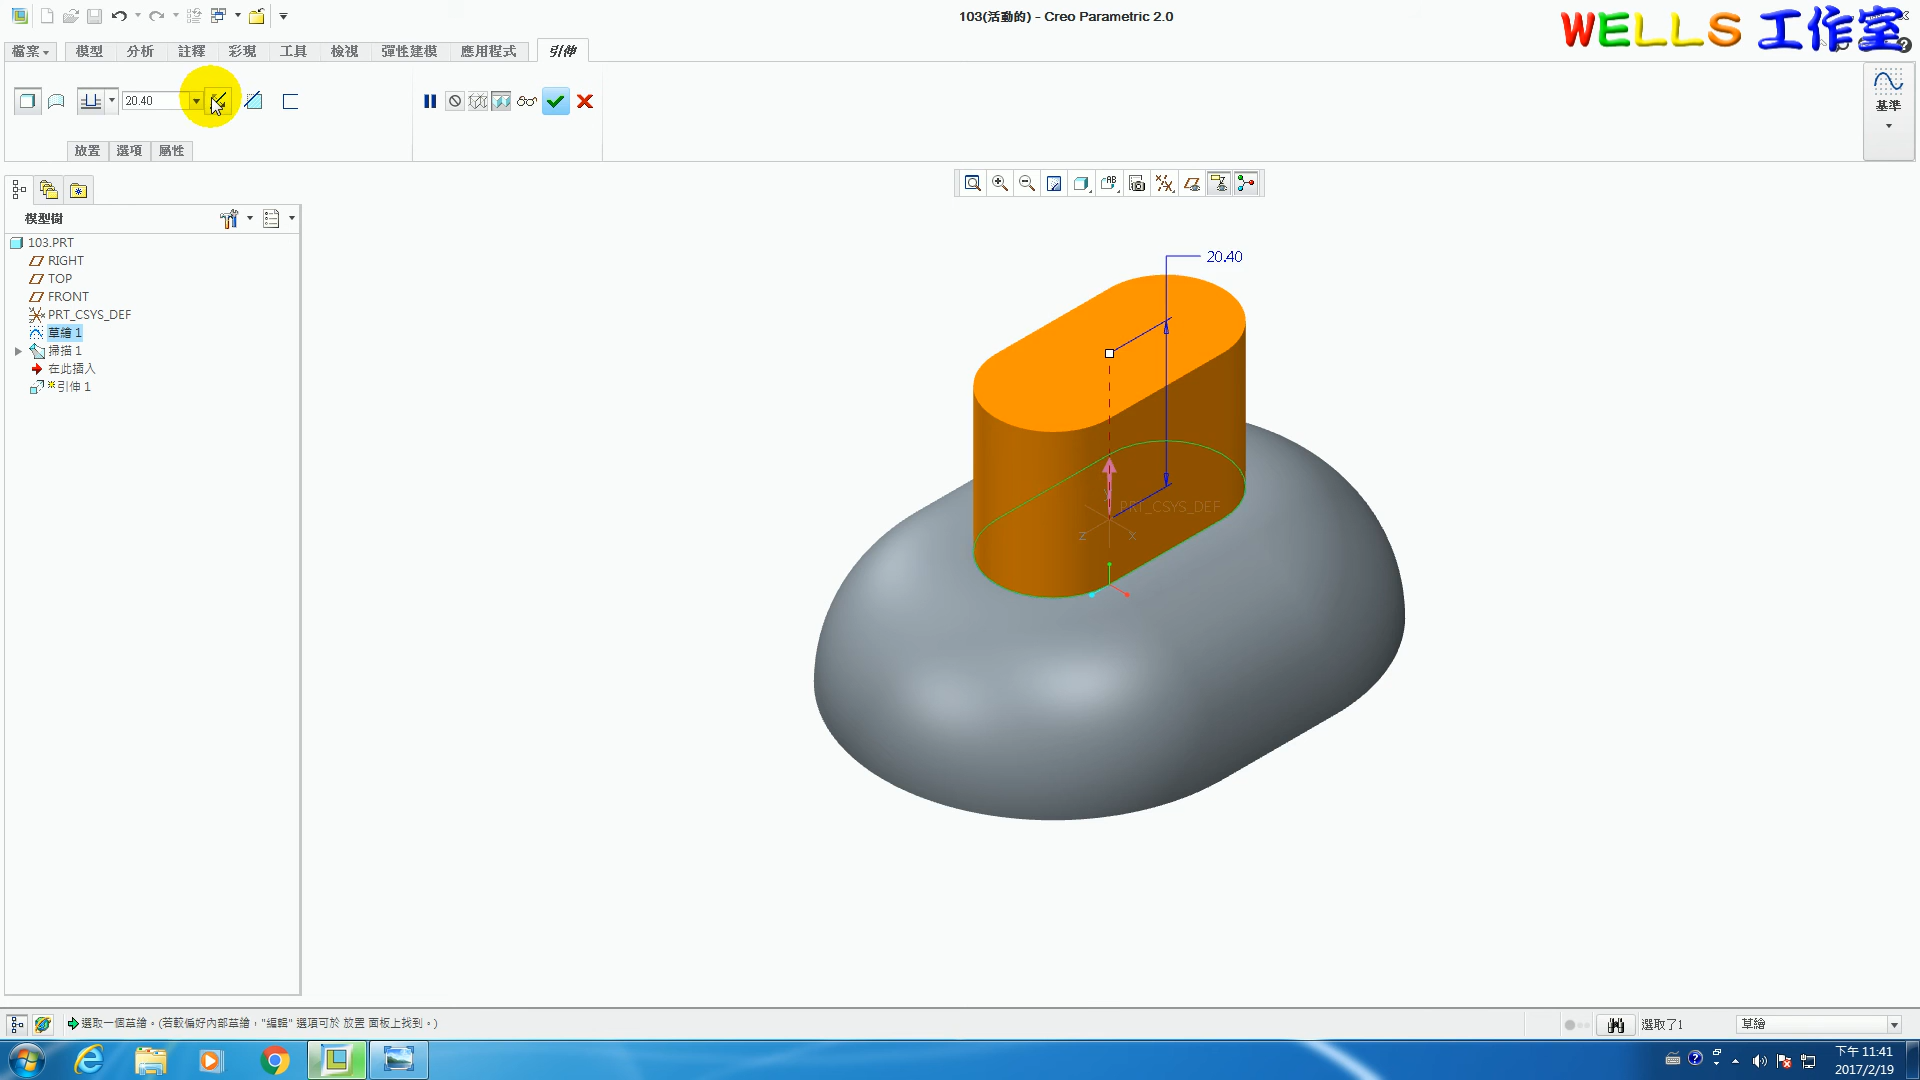 103(活動的) - Creo Parametric 2.0
WELLS 工作室
檔案 模型 分析 註釋 彩現 工具 檢視 彈性建模 應用程式 引伸
20.40
基準
放置 選項 屬性
模型樹
103.PRT
RIGHT
TOP
FRONT
PRT_CSYS_DEF
草繪 1
掃描 1
在此插入
引伸 1
20.40
PRT_CSYS_DEF
Z X
選取一個草繪。(若較偏好內部草繪，"編輯" 選項可於 放置 面板上找到。)
選取了1
草繪
下午 11:41
2017/2/19